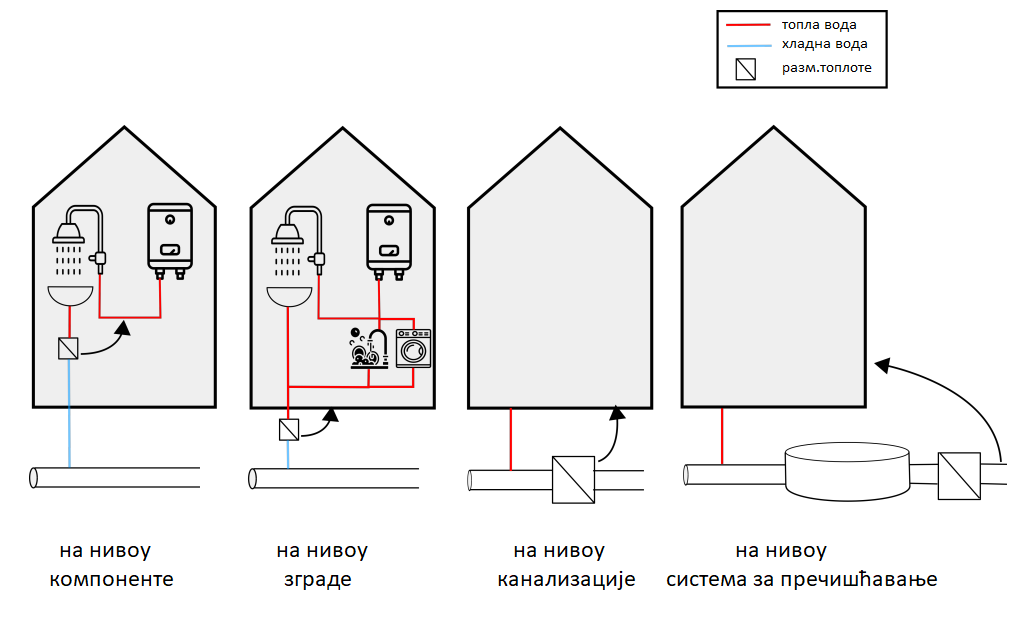 топла вода
хладна вода
разм.топлоте
на нивоу
компоненте
на нивоу
зграде
на нивоу
канализације
на нивоу
система за пречишћавање